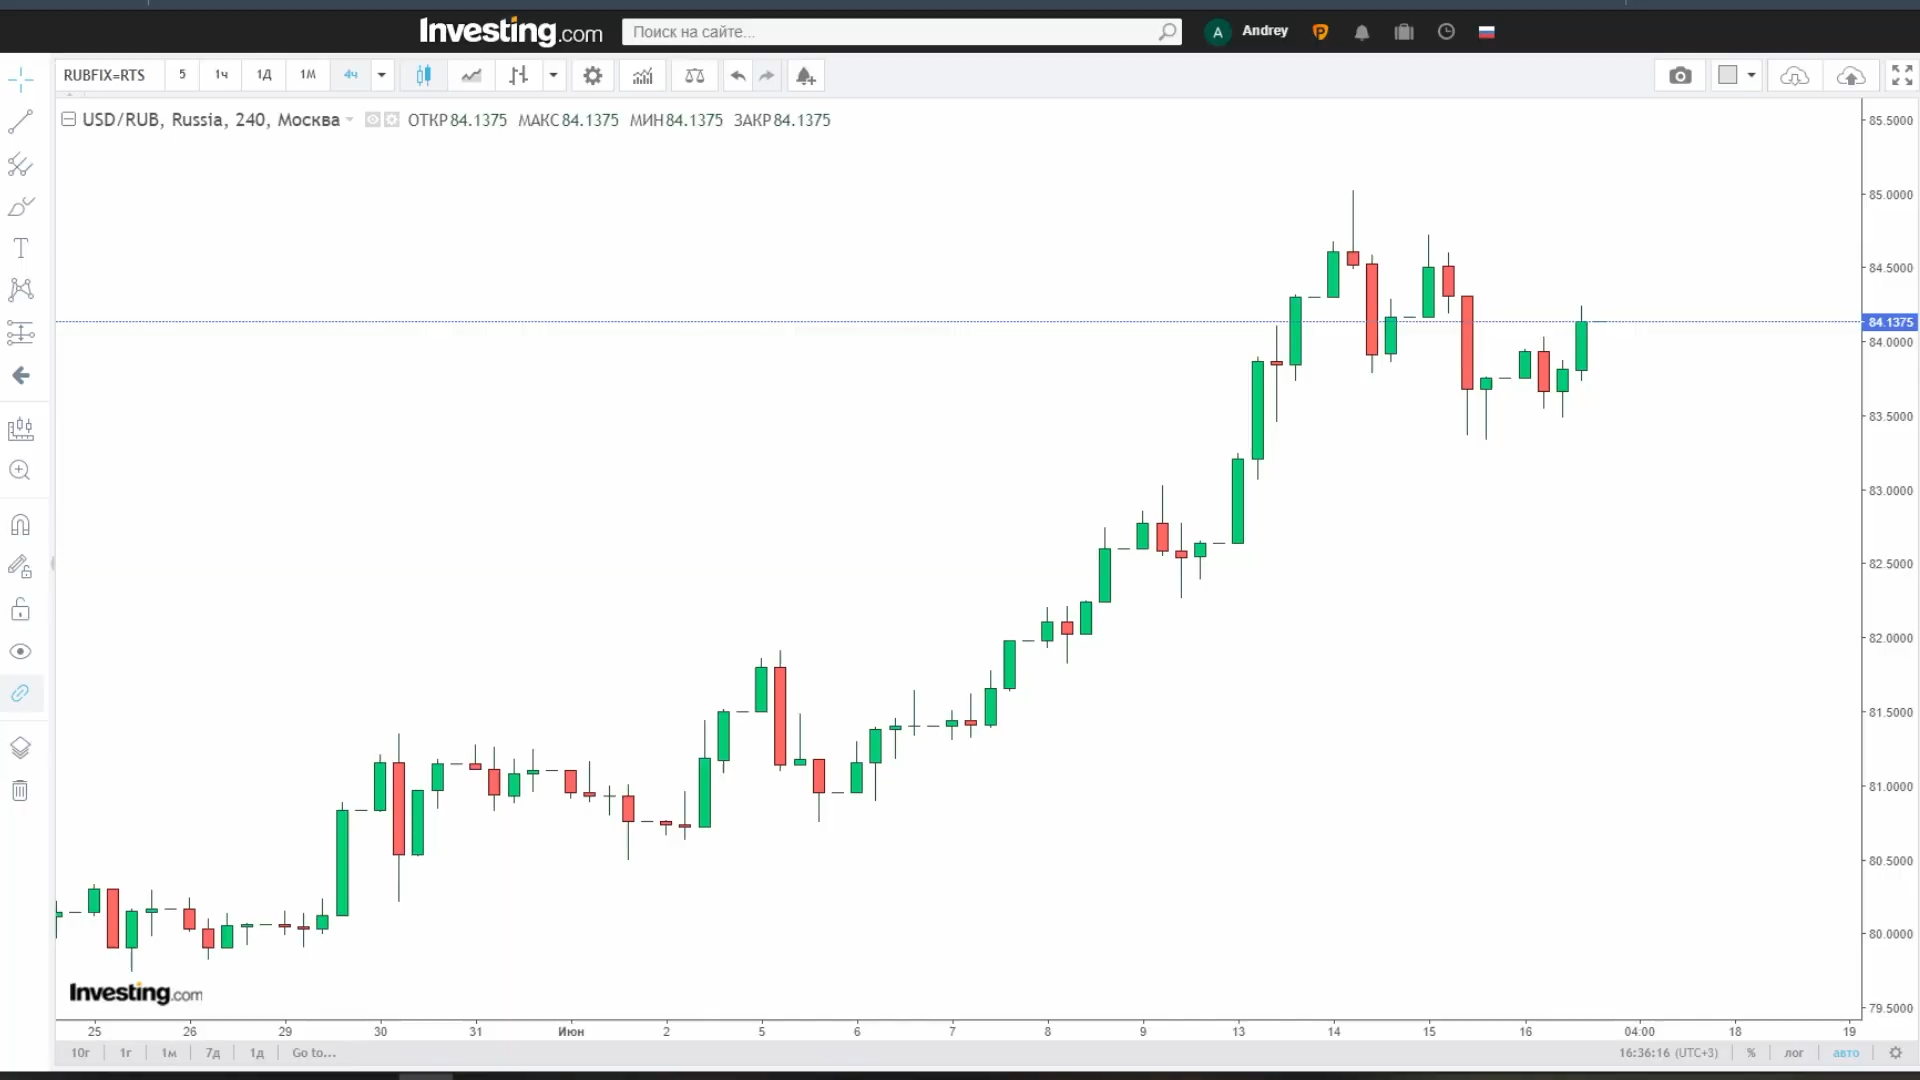 Investing.com
Поиск на сайте...
A
Andrey
P
RUBFIX=RTS 5 1ч 1Д 1М 4ч
USD/RUB, Russia, 240, Москва ОТКР 84.1375 МАКС 84.1375 МИН 84.1375 ЗАКР 84.1375
T
85.5000
85.0000
84.5000
84.1375
84.0000
83.5000
83.0000
82.5000
82.0000
81.5000
81.0000
80.5000
80.0000
79.5000
Investing.com
25 26 29 30 31 Июн 2 5 6 7 8 9 13 14 15 16 04:00 18 19
10г 1г 1м 7д 1д Go to... 16:36:16 (UTC+3) % лог авто